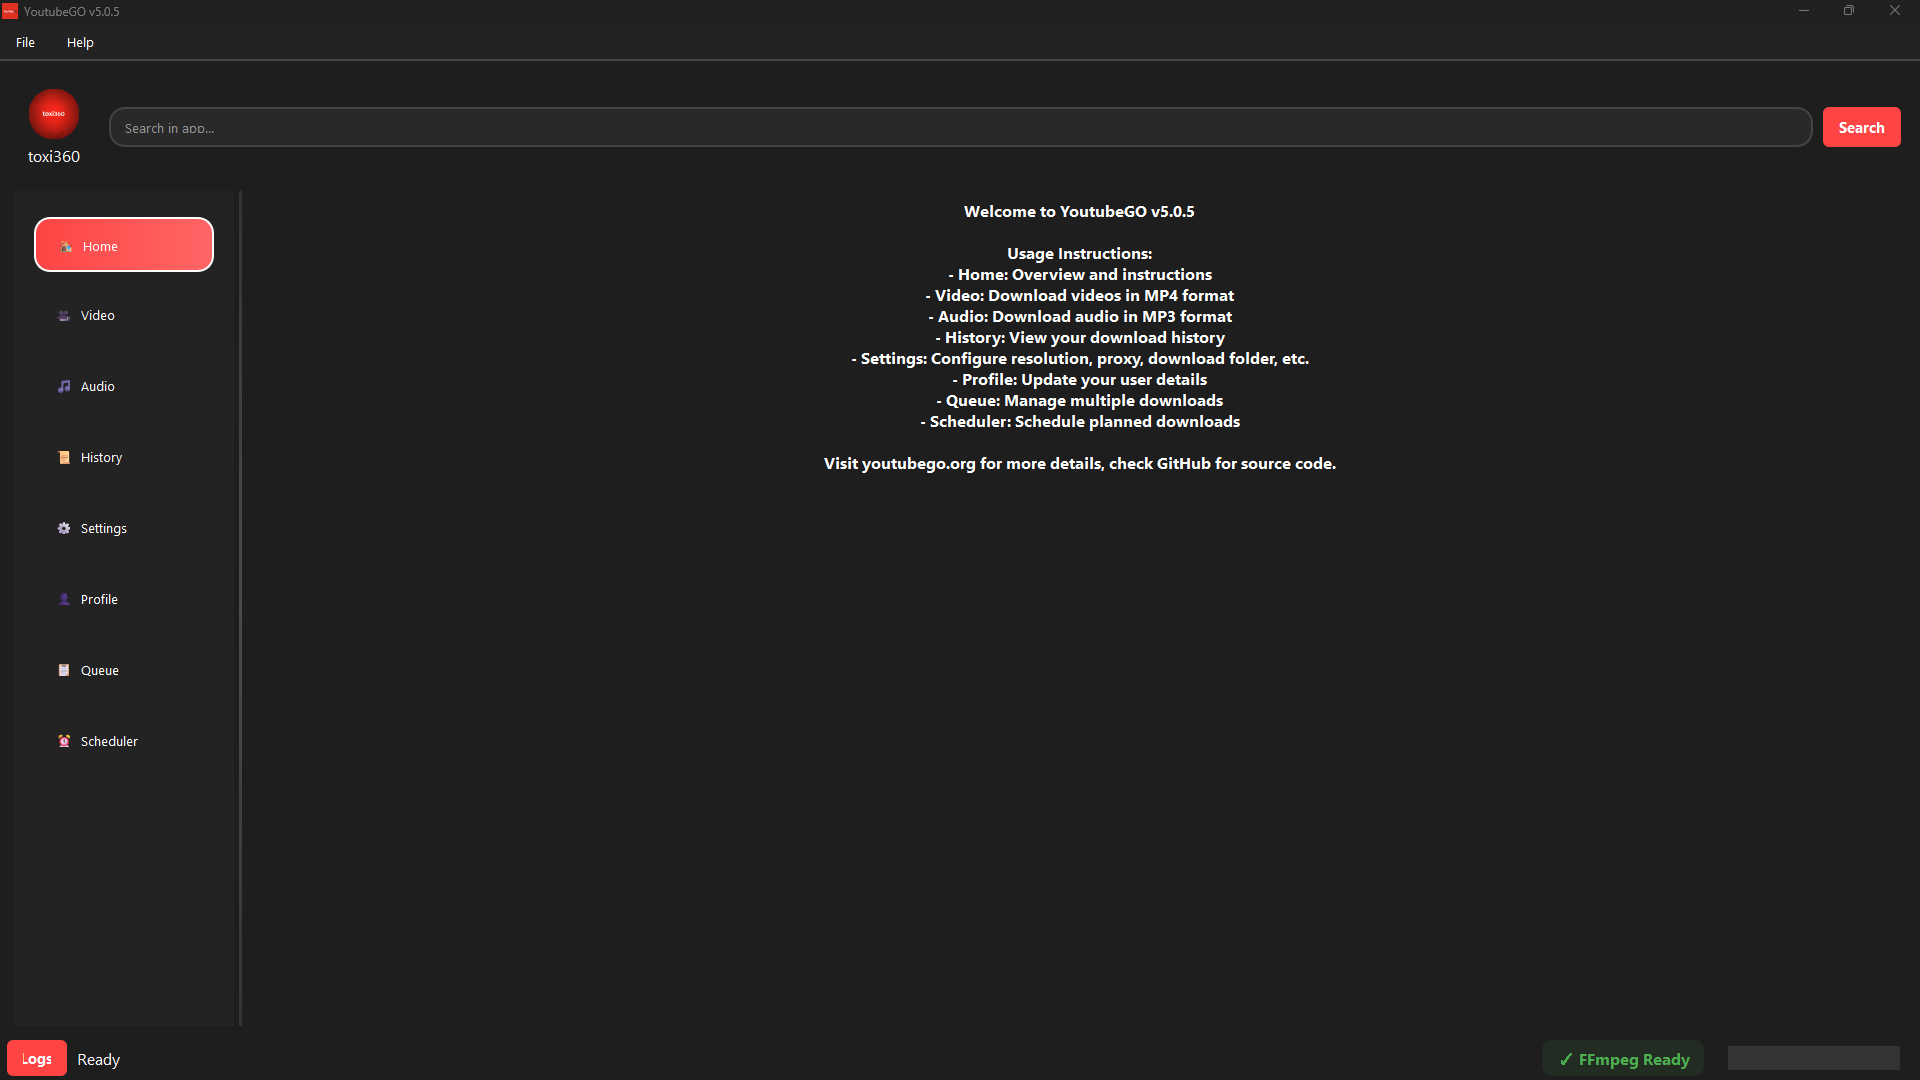 YoutubeGO v5.0.5
File Help
toxi360
Search in app...
Search
toxi360
Home
Video
Audio
History
Settings
Profile
Queue
Scheduler
Welcome to YoutubeGO v5.0.5
Usage Instructions:
- Home: Overview and instructions
- Video: Download videos in MP4 format
- Audio: Download audio in MP3 format
- History: View your download history
- Settings: Configure resolution, proxy, download folder, etc.
- Profile: Update your user details
- Queue: Manage multiple downloads
- Scheduler: Schedule planned downloads
Visit youtubego.org for more details, check GitHub for source code.
Logs
Ready
✓ FFmpeg Ready